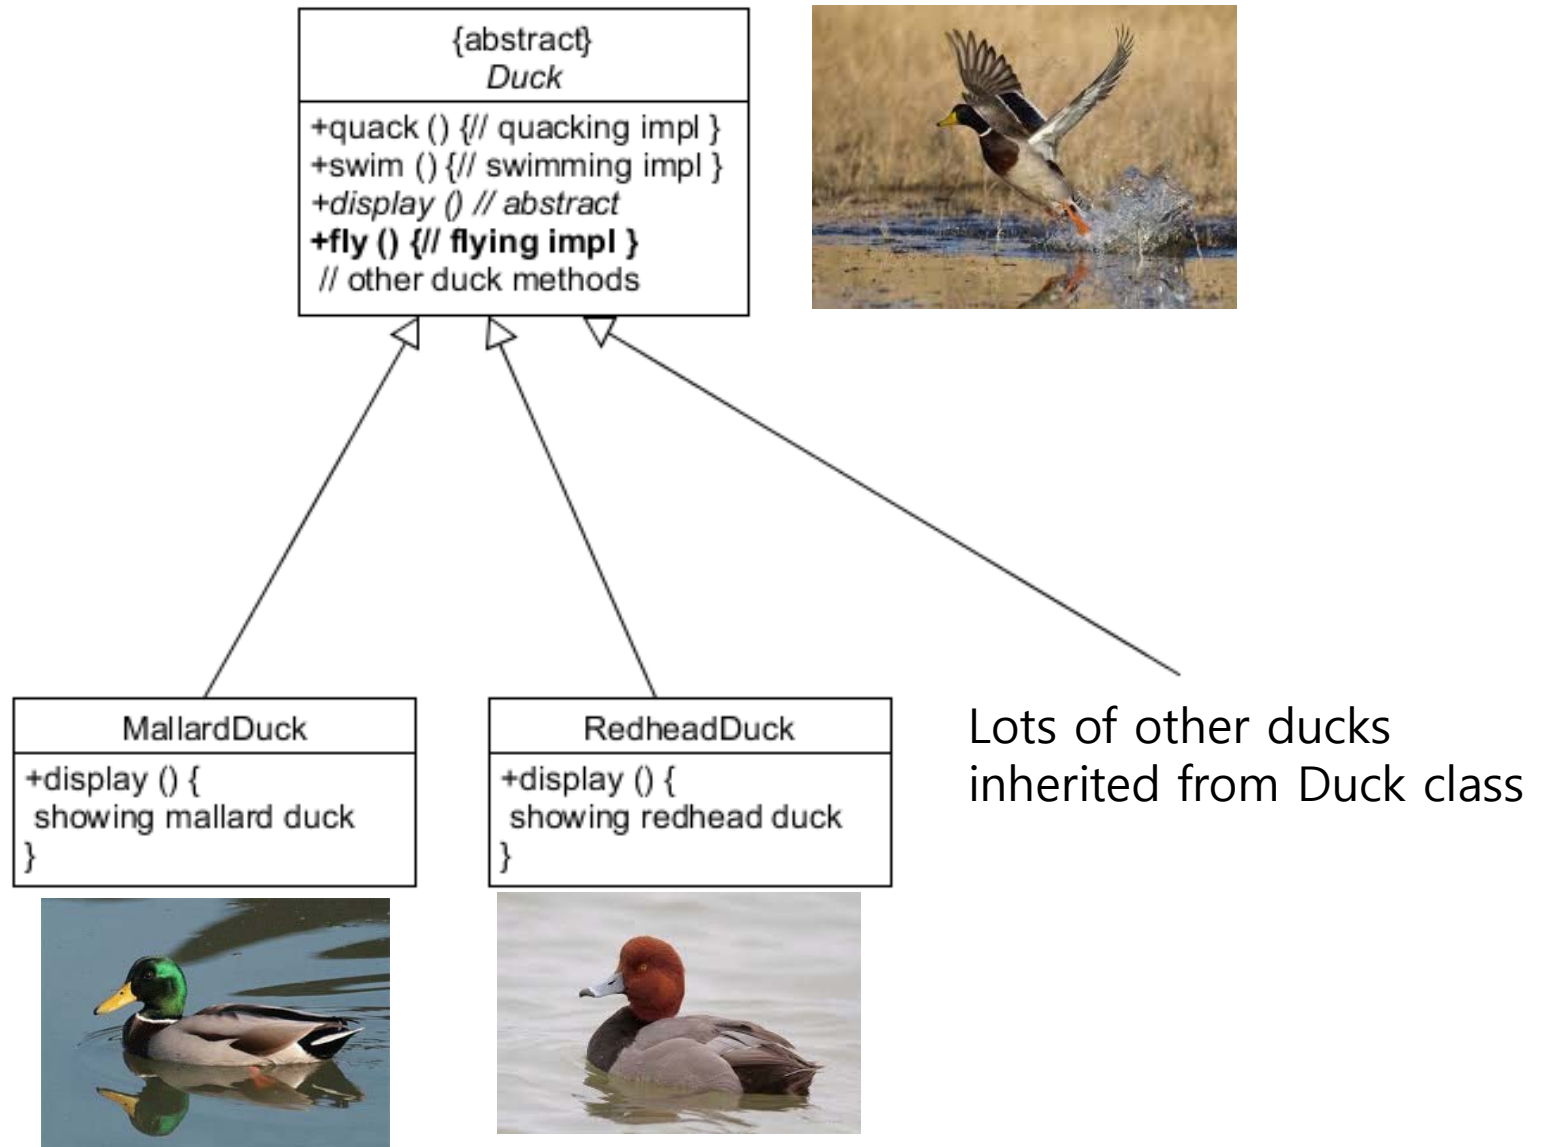 {abstract}
Duck
+quack () {// quacking impl }
+swim () {// swimming impl }
+display () // abstract
+fly () {// flying impl }
// other duck methods
MallardDuck
+display () {
showing mallard duck
}
RedheadDuck
+display () {
showing redhead duck
}
Lots of other ducks
inherited from Duck class